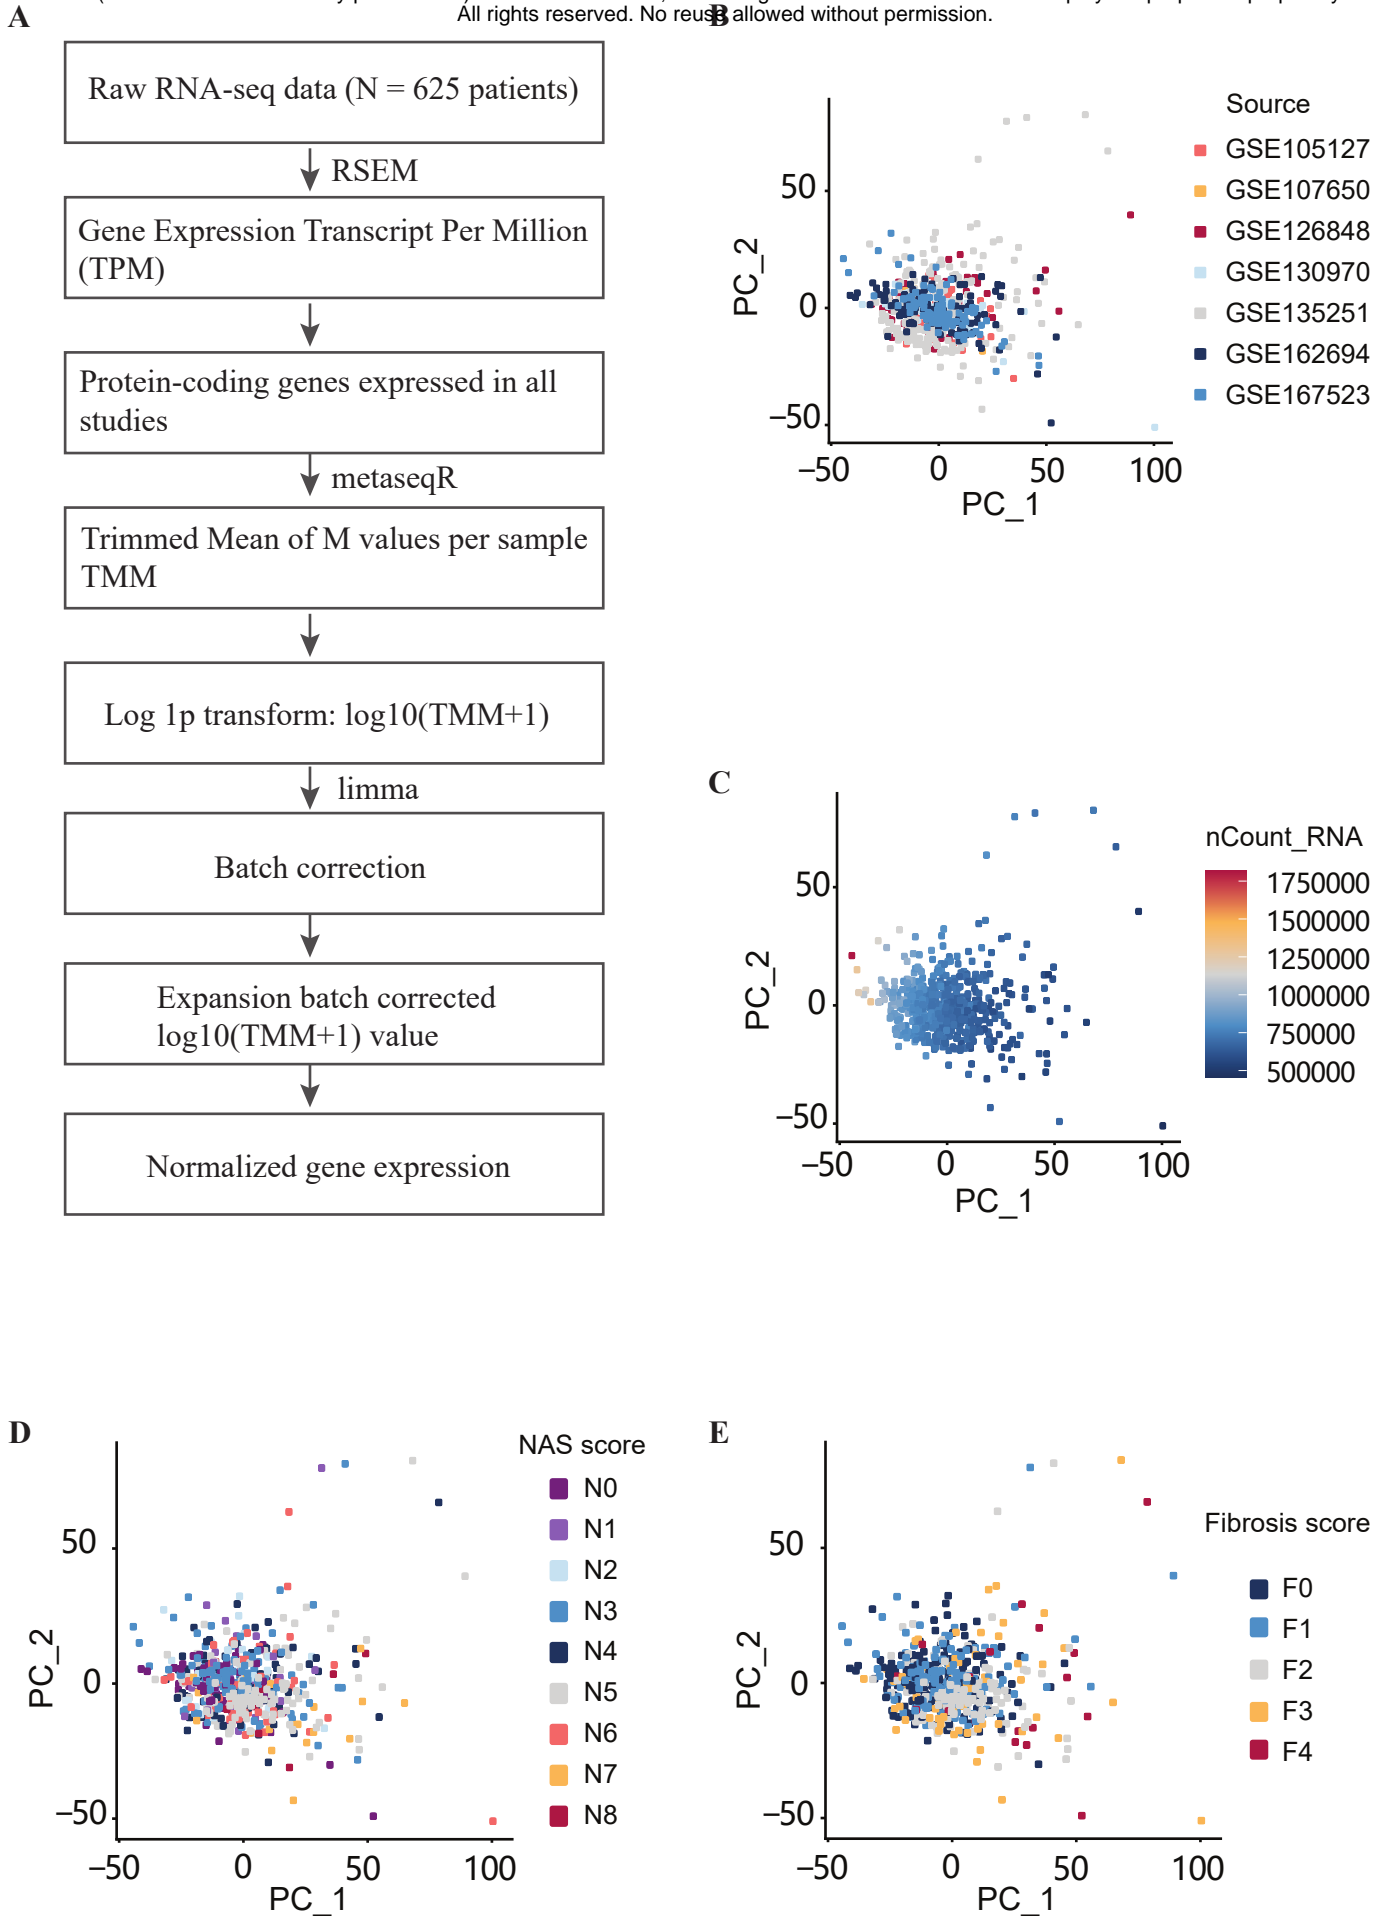 All rights reserved. No reuse allowed without permission.
A
Raw RNA-seq data (N = 625 patients)
RSEM
Gene Expression Transcript Per Million
(TPM)
Protein-coding genes expressed in all
studies
metaseqR
Trimmed Mean of M values per sample
TMM
Log 1p transform: log10(TMM+1)
limma
Batch correction
Expansion batch corrected
log10(TMM+1) value
Normalized gene expression
B
PC_2
50
0
−50
−50 0 50 100
PC_1
Source
GSE105127
GSE107650
GSE126848
GSE130970
GSE135251
GSE162694
GSE167523
C
PC_2
50
0
−50
−50 0 50 100
PC_1
nCount_RNA
1750000
1500000
1250000
1000000
750000
500000
D
PC_2
50
0
−50
−50 0 50 100
PC_1
NAS score
N0
N1
N2
N3
N4
N5
N6
N7
N8
E
PC_2
50
0
−50
−50 0 50 100
PC_1
Fibrosis score
F0
F1
F2
F3
F4